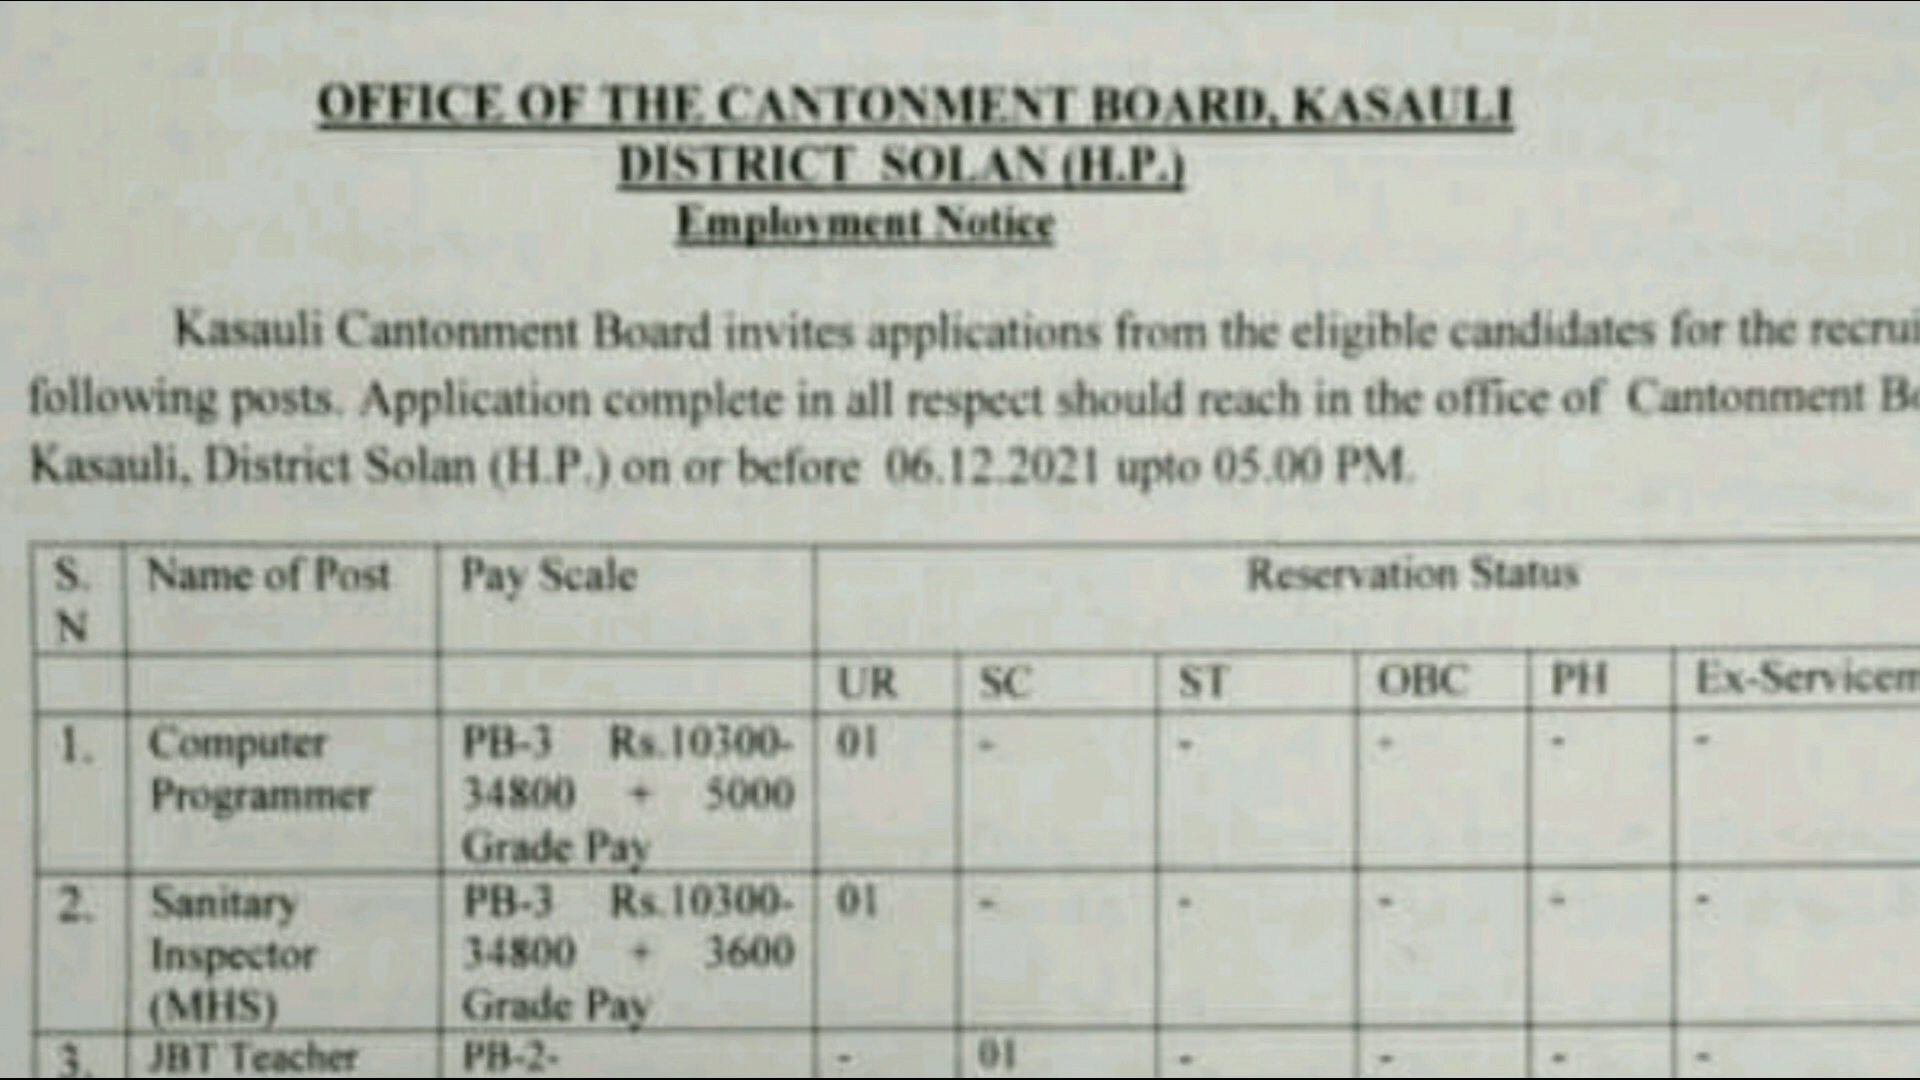 OFFICE OF THE CANTONMENT BOARD, KASAULI
DISTRICT SOLAN (H.P.)
Employment Notice
Kasauli Cantonment Board invites applications from the eligible candidates for the recrui
following posts. Application complete in all respect should reach in the office of Cantonment Bo
Kasauli, District Solan (H.P.) on or before 06.12.2021 upto 05.00 PM.
S. Name of Post Pay Scale Reservation Status
N
UR SC ST OBC PH Ex-Servicem
1. Computer PB-3 Rs.10300- 01 - - - - -
Programmer 34800 + 5000
Grade Pay
2. Sanitary PB-3 Rs.10300- 01 - - - - -
Inspector 34800 + 3600
(MHS) Grade Pay
3. JBT Teacher PB-2- - 01 - - - -